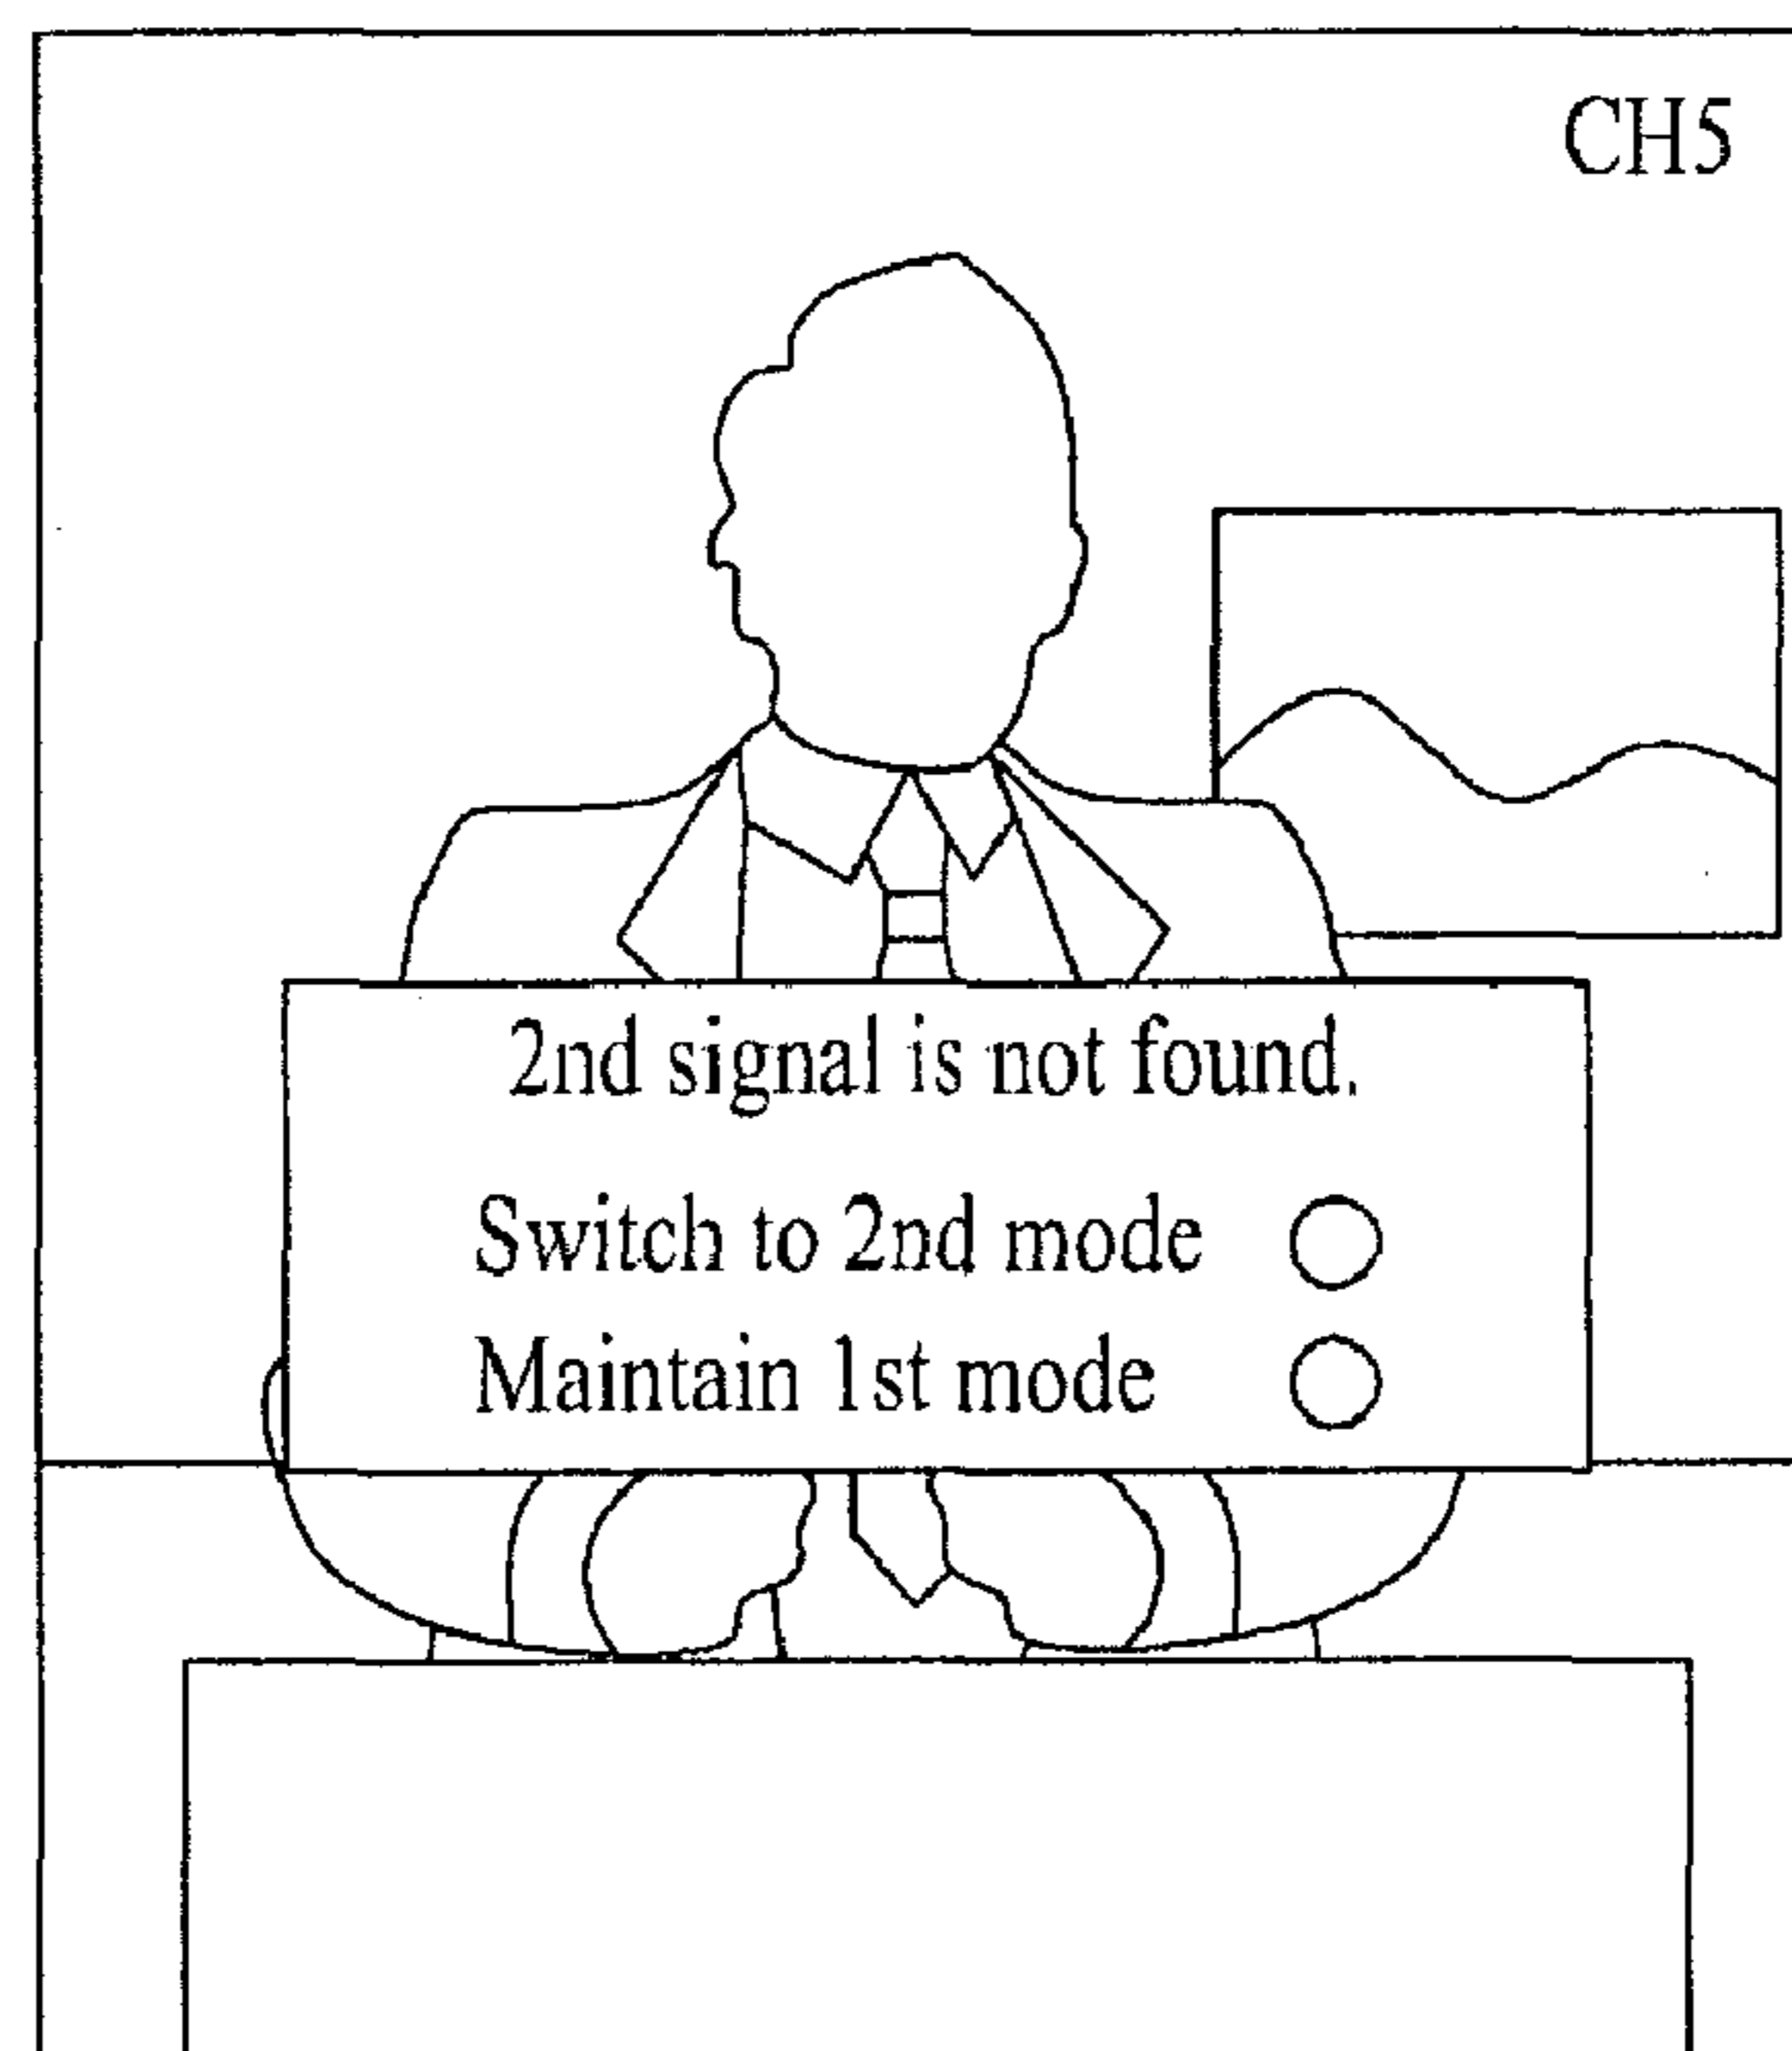 CH5
2nd signal is not found.
Switch to 2nd mode
Maintain 1st mode